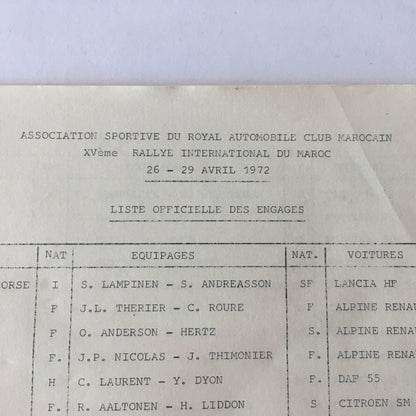 ASSOCIATION SPORTIVE DU ROYAL AUTOMOBILE CLUB MAROCAIN
XVème RALLYE INTERNATIONAL DU MAROC
26 - 29 AVRIL 1972
LISTE OFFICIELLE DES ENGAGES
NAT EQUIPAGES NAT. VOITURES
ORSE I S. LAMPINEN - S. ANDREASSON SF LANCIA HF
F J.L. THERIER - C. ROURE F ALPINE RENAU
F O. ANDERSON - HERTZ S. ALPINE RENAU
F. J.P. NICOLAS - J. THIMONIER F. ALPINE RENA
H C. LAURENT - Y. DYON F. DAF 55
F. R. AALTONEN - H. LIDDON S CITROEN SM